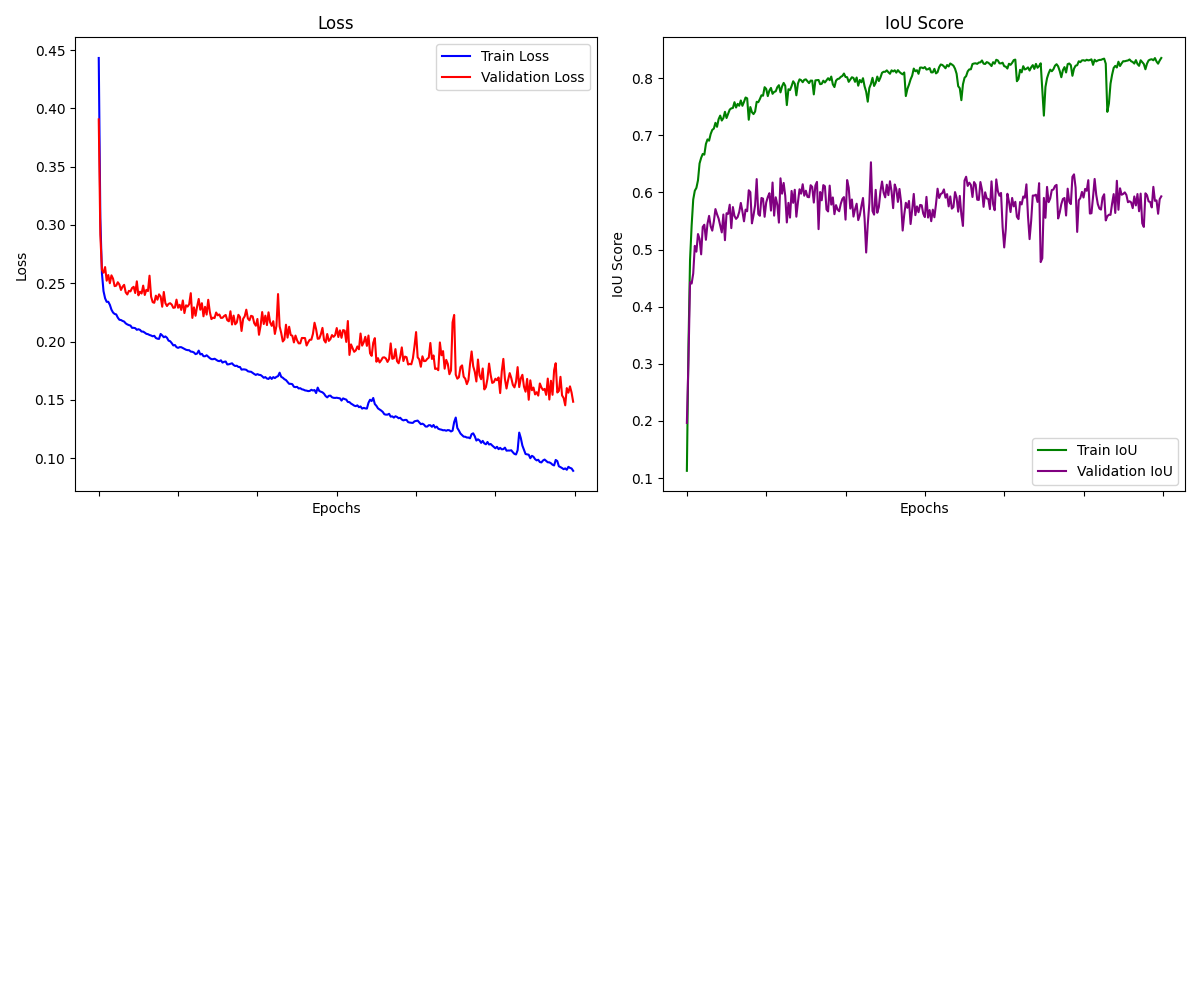 Loss
0.45
0.40
0.35
0.30
0.25
0.20
0.15
0.10
Loss
Epochs
Train Loss
Validation Loss
IoU Score
0.8
0.7
0.6
0.5
0.4
0.3
0.2
0.1
IoU Score
Epochs
Train IoU
Validation IoU